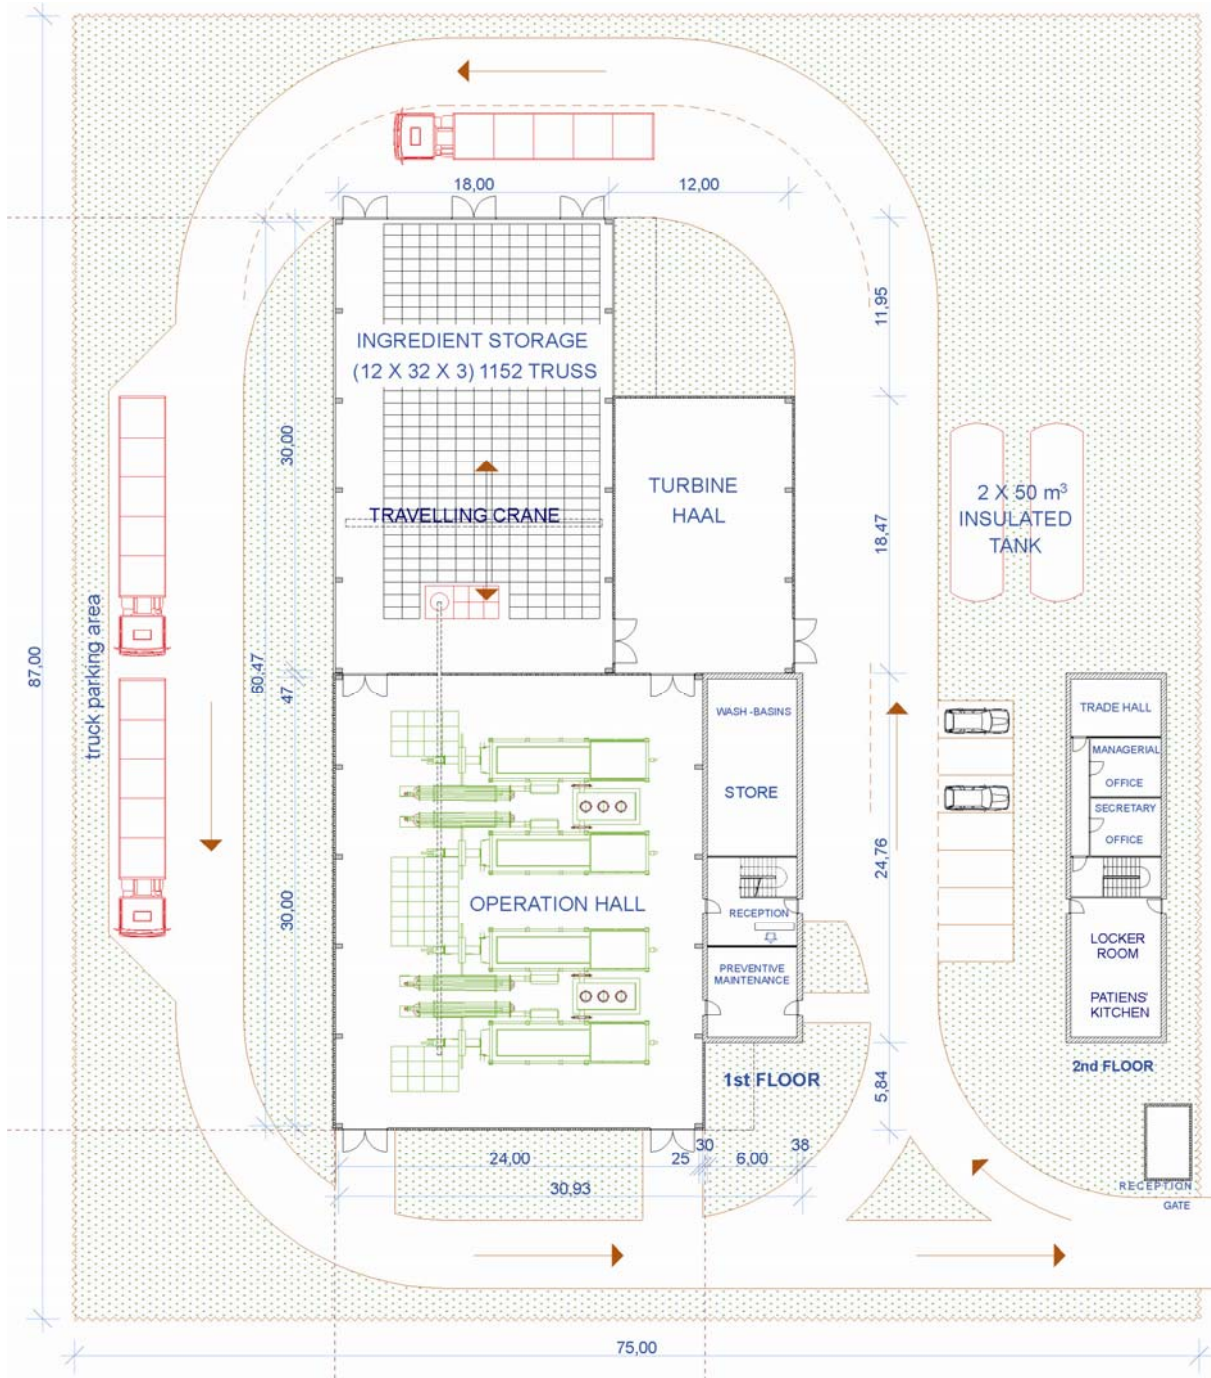 18,00
12,00
11,95
INGREDIENT STORAGE
(12 X 32 X 3) 1152 TRUSS
30,00
TURBINE
HAAL
TRAVELLING CRANE
18,47
2 X 50 m³
INSULATED
TANK
truck parking area
87,00
60,47
47
WASH -BASINS
STORE
TRADE HALL
MANAGERIAL
OFFICE
SECRETARY
OFFICE
24,76
30,00
OPERATION HALL
RECEPTION
PREVENTIVE
MAINTENANCE
LOCKER
ROOM
PATIENS'
KITCHEN
1st FLOOR
2nd FLOOR
5,84
24,00
25
30
6,00
38
30,93
RECEPTION
GATE
75,00